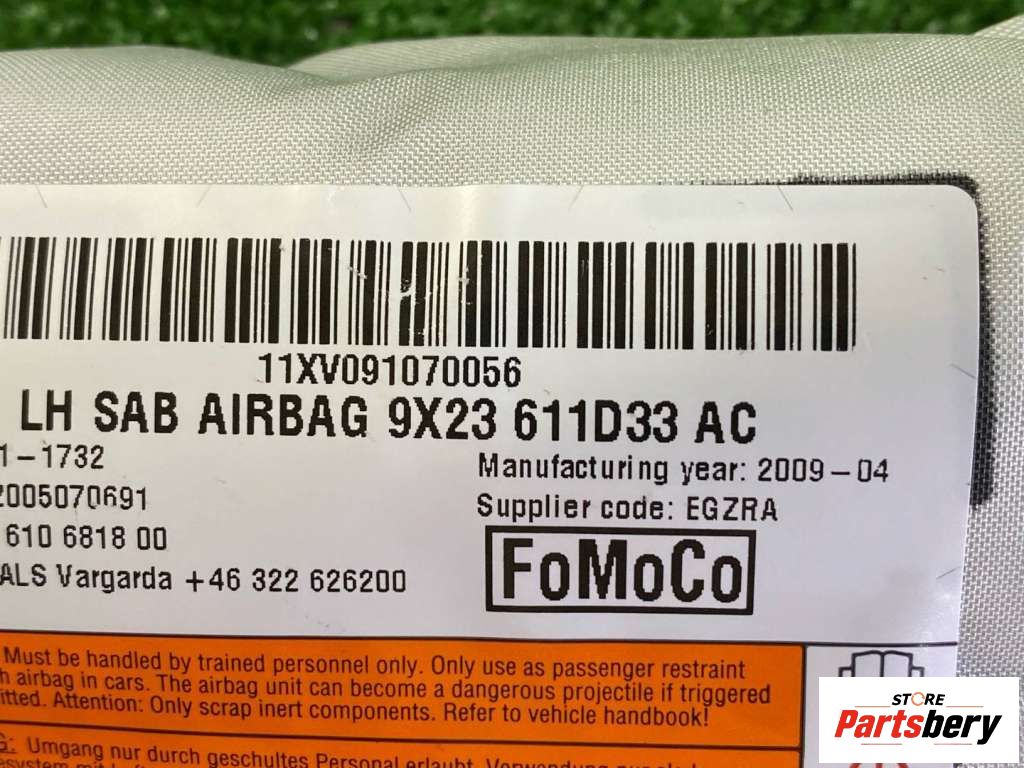 11XV091070056
LH SAB AIRBAG 9X23 611D33 AC
1-1732
Manufacturing year: 2009-04
2005070691
Supplier code: EGZRA
610 6818 00
FoMoCo
ALS Vargarda +46 322 626200
Must be handled by trained personnel only. Only use as passenger restraint
airbag in cars. The airbag unit can become a dangerous projectile if triggered
Attention: Only scrap inert components. Refer to vehicle handbook!
Umgang nur durch geschultes Personal erlaubt.
STORE
Partsbery